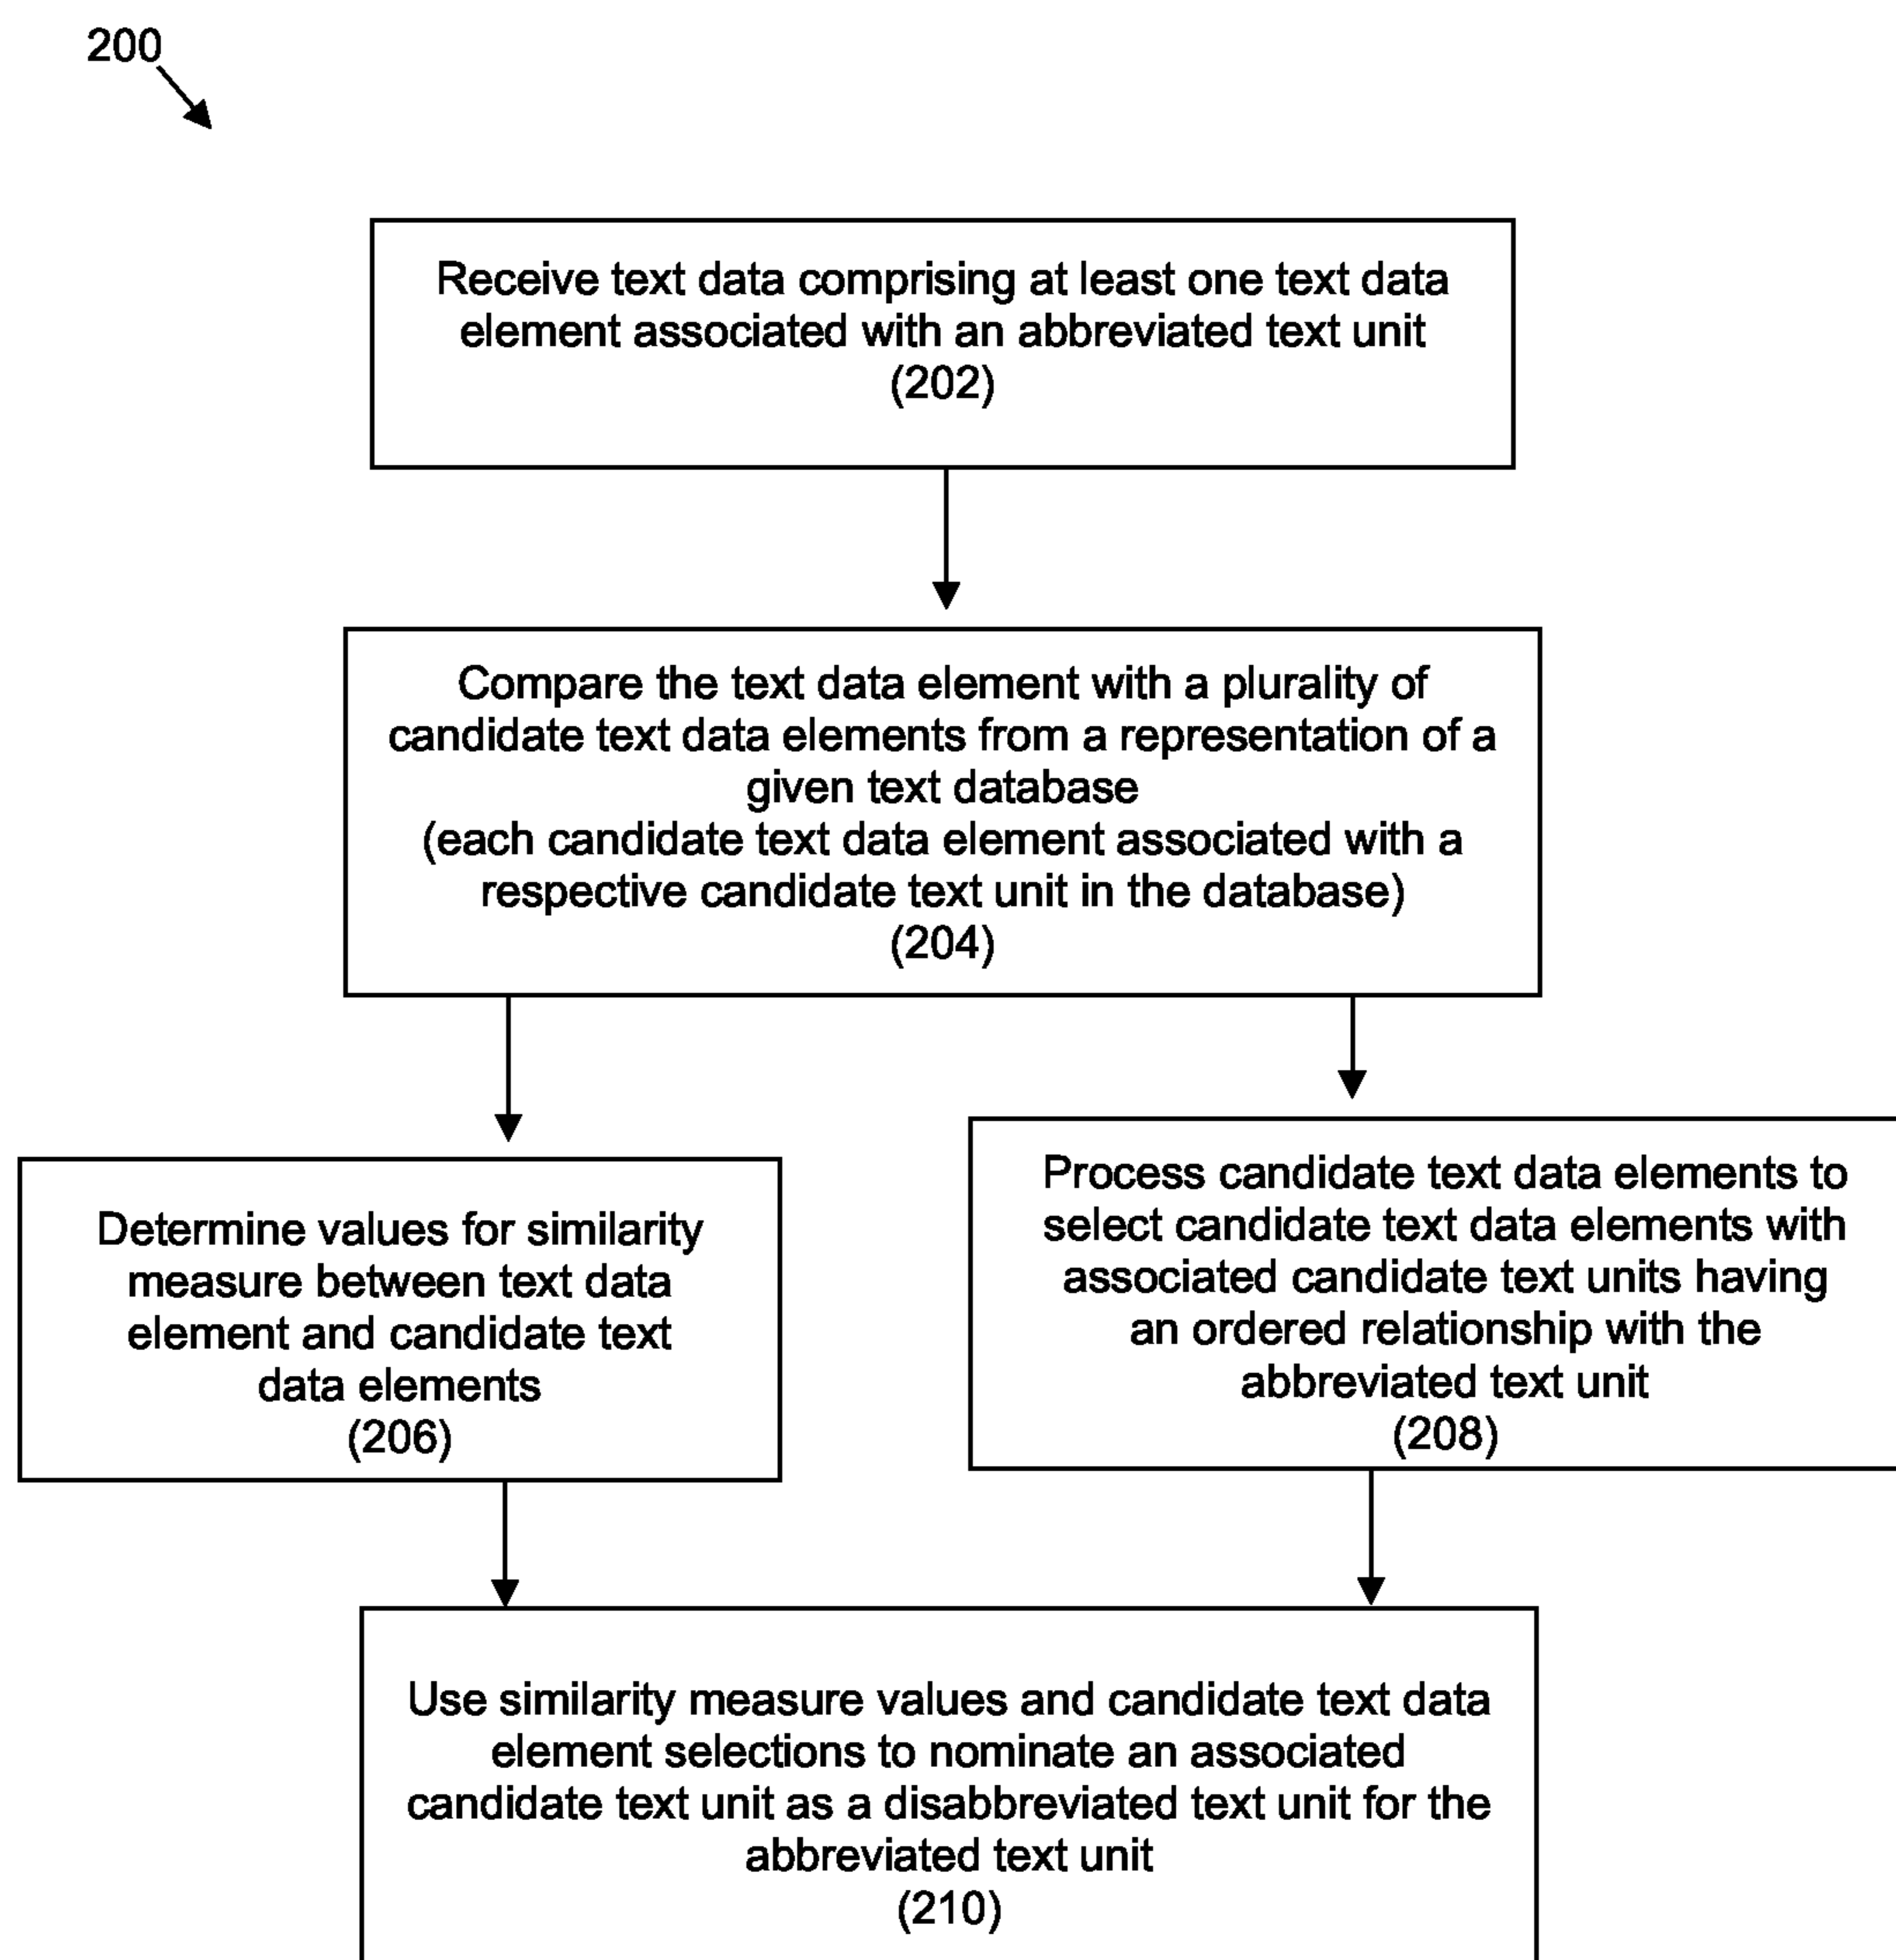 200
Receive text data comprising at least one text data
element associated with an abbreviated text unit
(202)
Compare the text data element with a plurality of
candidate text data elements from a representation of a
given text database
(each candidate text data element associated with a
respective candidate text unit in the database)
(204)
Determine values for similarity
measure between text data
element and candidate text
data elements
(206)
Process candidate text data elements to
select candidate text data elements with
associated candidate text units having
an ordered relationship with the
abbreviated text unit
(208)
Use similarity measure values and candidate text data
element selections to nominate an associated
candidate text unit as a disabbreviated text unit for the
abbreviated text unit
(210)